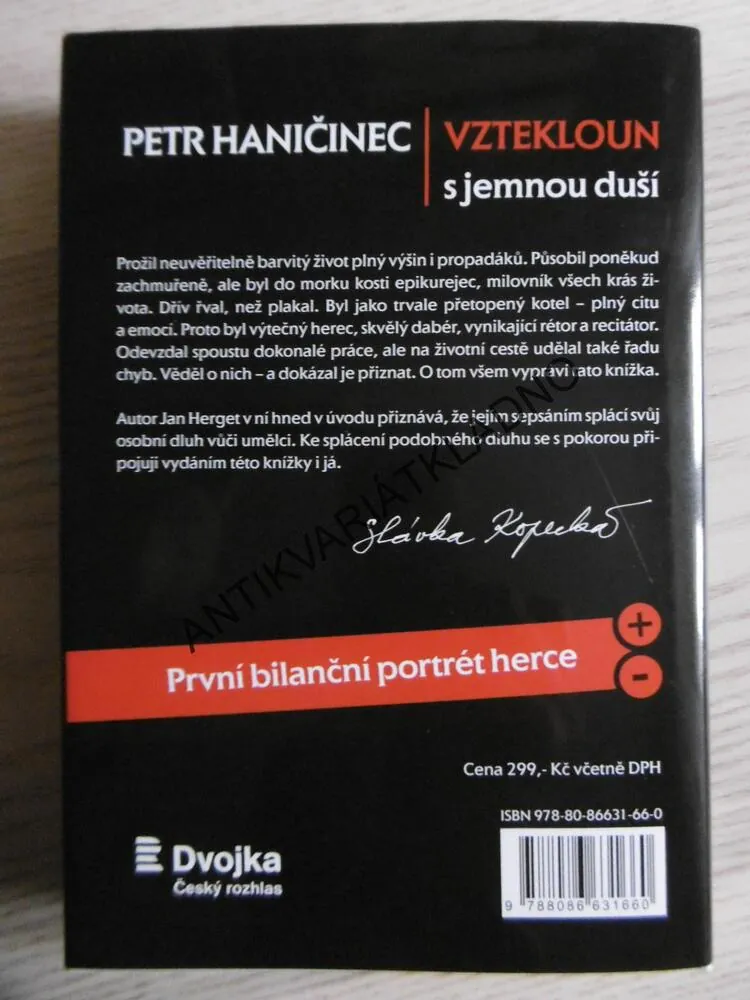 PETR HANIČINEC
VZTEKLOUN
s jemnou duší
Prožil neuvěřitelně barvitý život plný výšin i propadáků. Působil poněkud
zachmuřeně, ale byl do morku kosti epikurejec, milovník všech krás ži-
vota. Dřív řval, než plakal. Byl jako trvale přetopený kotel – plný citu
a emocí. Proto byl výtečný herec, skvělý dabér, vynikající rétor a recitátor.
Odevzdal spoustu dokonalé práce, ale na životní cestě udělal také řadu
chyb. Věděl o nich – a dokázal je přiznat. O tom všem vypráví tato knížka.
Autor Jan Herget v ní hned v úvodu přiznává, že jejím sepsáním splácí svůj
osobní dluh vůči umělci. Ke splácení podobného dluhu se s pokorou při-
pojuji vydáním této knížky i já.
Slávka Kopecká
ANTIKVARIÁTKLADNO
+
První bilanční portrét herce
-
Cena 299,- Kč včetně DPH
ISBN 978-80-86631-66-0
Dvojka
Český rozhlas
9 788086 631660